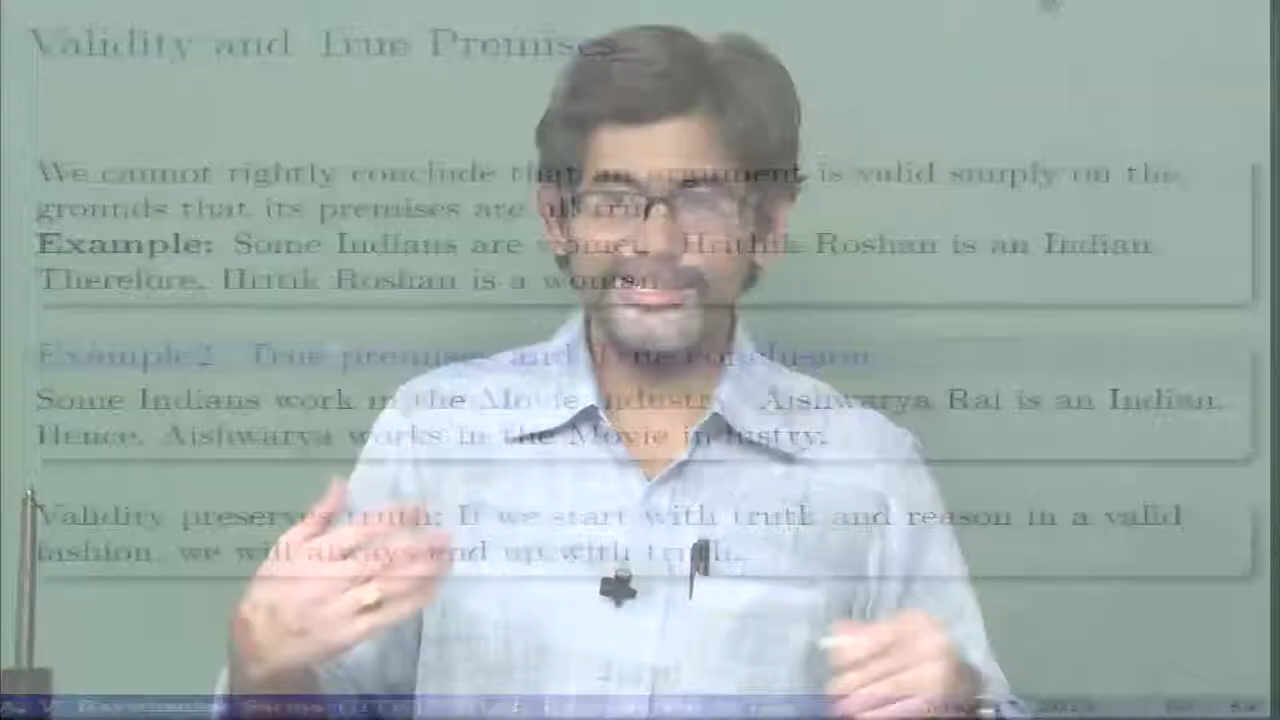 Validity and True Premises
We cannot rightly conclude that an argument is valid simply on the
grounds that its premises are all true.
Example: Some Indians are women. Hrithik Roshan is an Indian.
Therefore, Hritik Roshan is a woman.
Example2: True premises and True conclusion
Some Indians work in the Movie industry. Aishwarya Rai is an Indian.
Hence, Aishwarya works in the Movie industry.
Validity preserves truth: If we start with truth and reason in a valid
fashion, we will always end up with truth.
A. V.